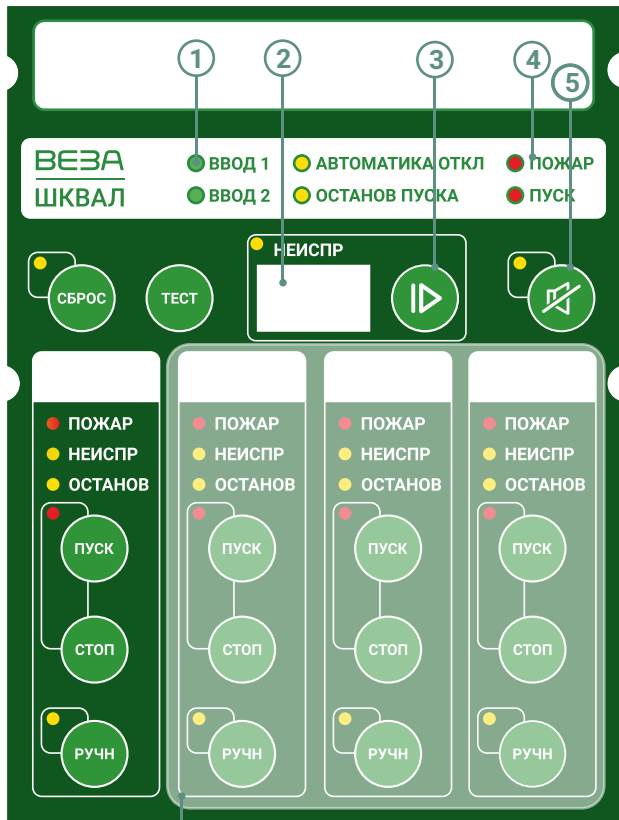 1 2 3 4 5
ВЕЗА ВВОД 1 АВТОМАТИКА ОТКЛ ПОЖАР
ШКВАЛ ВВОД 2 ОСТАНОВ ПУСКА ПУСК
НЕИСПР
СБРОС ТЕСТ
ПОЖАР ПОЖАР ПОЖАР ПОЖАР
НЕИСПР НЕИСПР НЕИСПР НЕИСПР
ОСТАНОВ ОСТАНОВ ОСТАНОВ ОСТАНОВ
ПУСК ПУСК ПУСК ПУСК
СТОП СТОП СТОП СТОП
РУЧН РУЧН РУЧН РУЧН